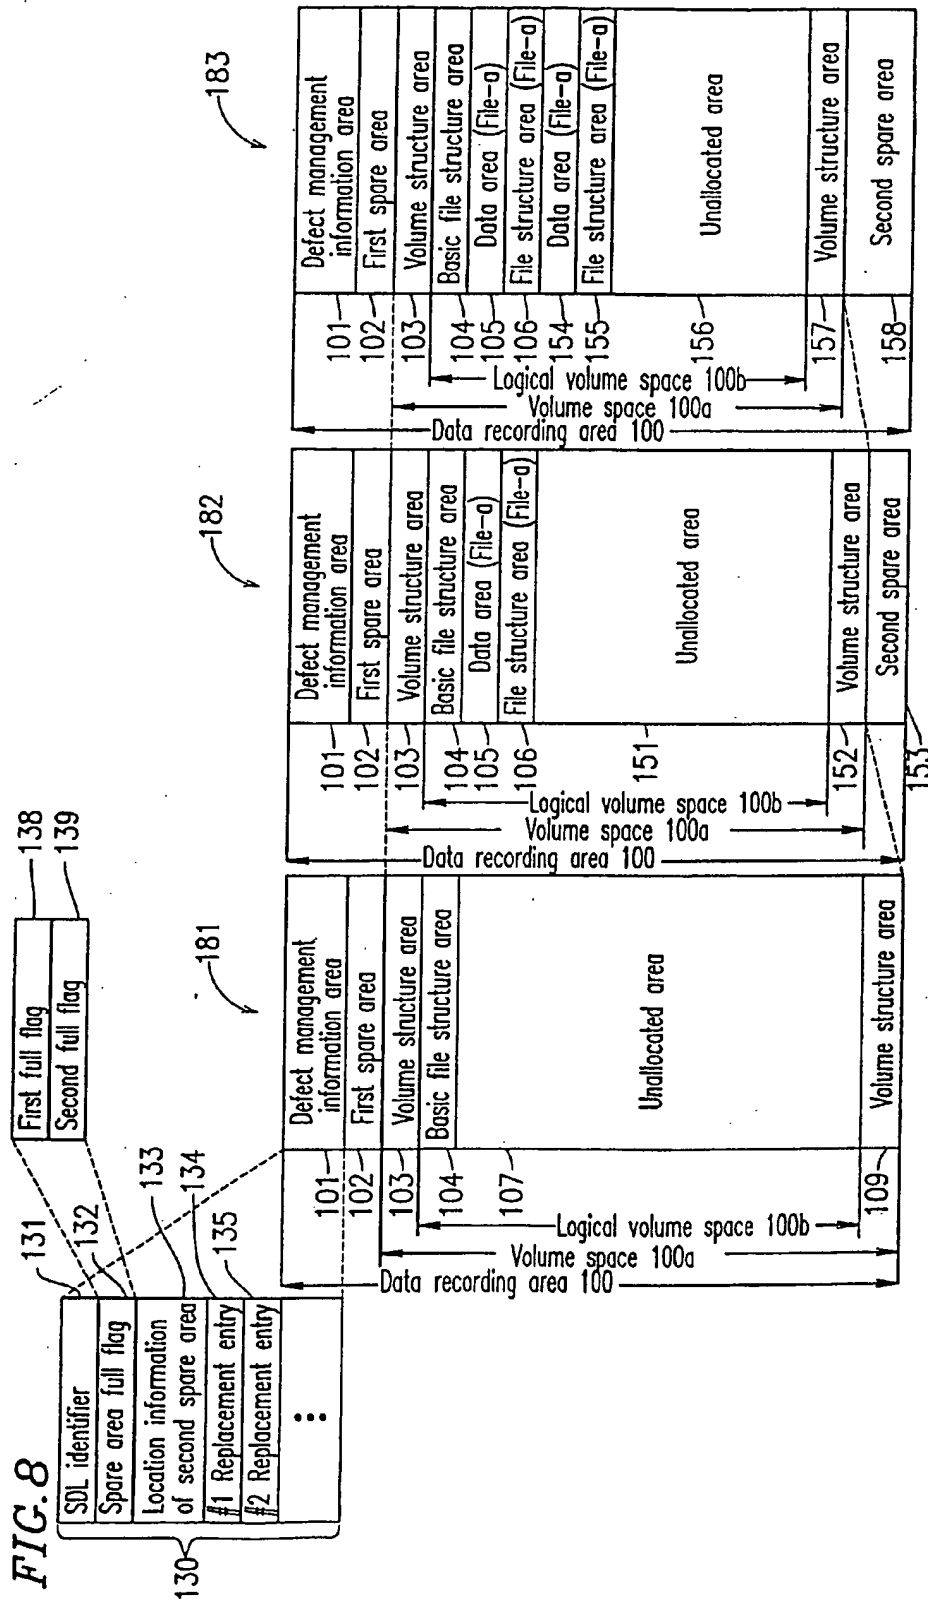 FIG.8
130
SDL identifier
Spare area full flag
Location information
of second spare area
#1 Replacement entry
#2 Replacement entry
131
132
133
134
135
First full flag
Second full flag
138
139
181
Data recording area 100
Volume space 100a
Logical volume space 100b
101
102
103
104
107
109
Defect management
information area
First spare area
Volume structure area
Basic file structure area
Unallocated area
Volume structure area
182
Data recording area 100
Volume space 100a
Logical volume space 100b
101
102
103
104
105
106
151
152
153
Defect management
information area
First spare area
Volume structure area
Basic file structure area
Data area (File-a)
File structure area (File-a)
Unallocated area
Volume structure area
Second spare area
183
Data recording area 100
Volume space 100a
Logical volume space 100b
101
102
103
104
105
106
154
155
156
157
158
Defect management
information area
First spare area
Volume structure area
Basic file structure area
Data area (File-a)
File structure area (File-a)
Data area (File-a)
File structure area (File-a)
Unallocated area
Volume structure area
Second spare area